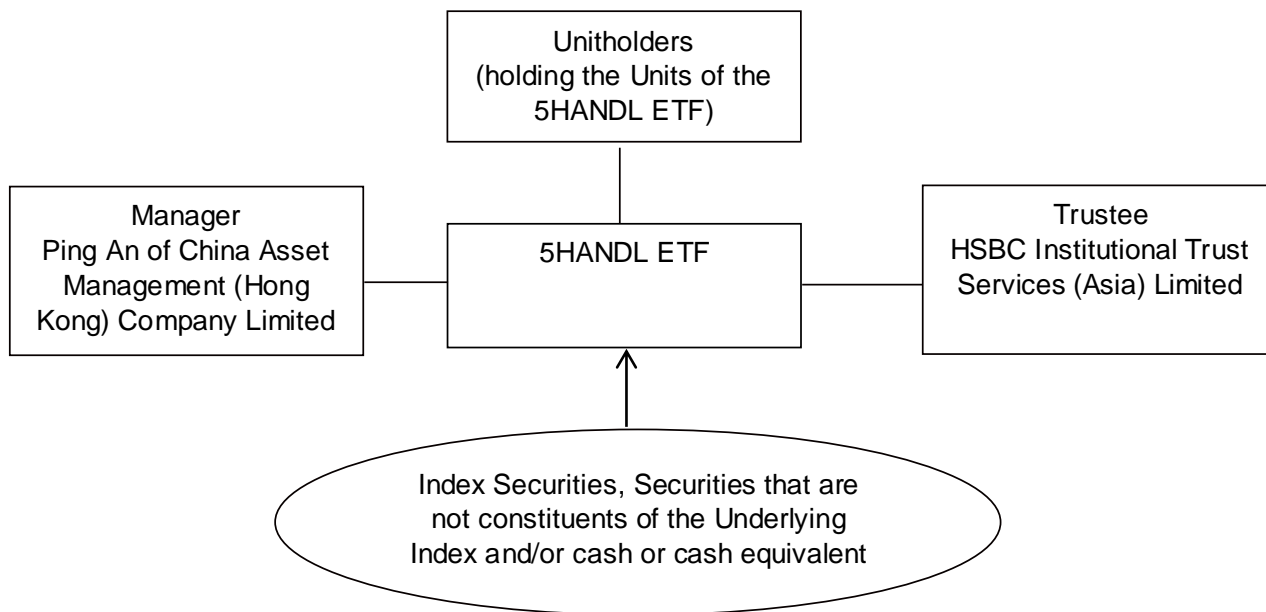 Unitholders
(holding the Units of the
5HANDL ETF)
Manager
Ping An of China Asset
Management (Hong
Kong) Company Limited
5HANDL ETF
Trustee
HSBC Institutional Trust
Services (Asia) Limited
Index Securities, Securities that are
not constituents of the Underlying
Index and/or cash or cash equivalent